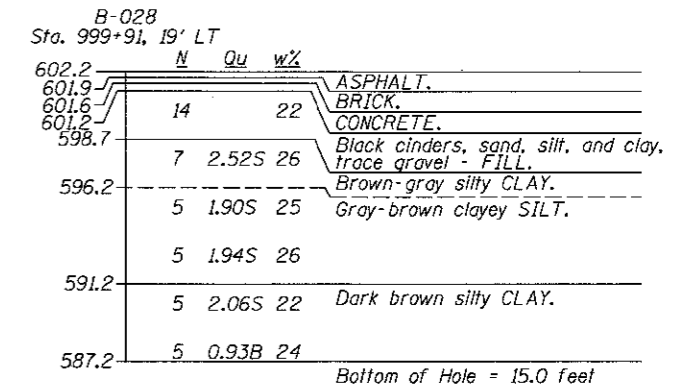 B-028
Sta. 999+91, 19' LT
N Qu w%
602.2
601.9 ASPHALT.
601.6 BRICK.
601.2 14 22 CONCRETE.
598.7 Black cinders, sand, silt, and clay,
7 2.52S 26 trace gravel - FILL.
596.2 Brown-gray silty CLAY.
5 1.90S 25 Gray-brown clayey SILT.
5 1.94S 26
591.2
5 2.06S 22 Dark brown silty CLAY.
5 0.93B 24
587.2
Bottom of Hole = 15.0 feet